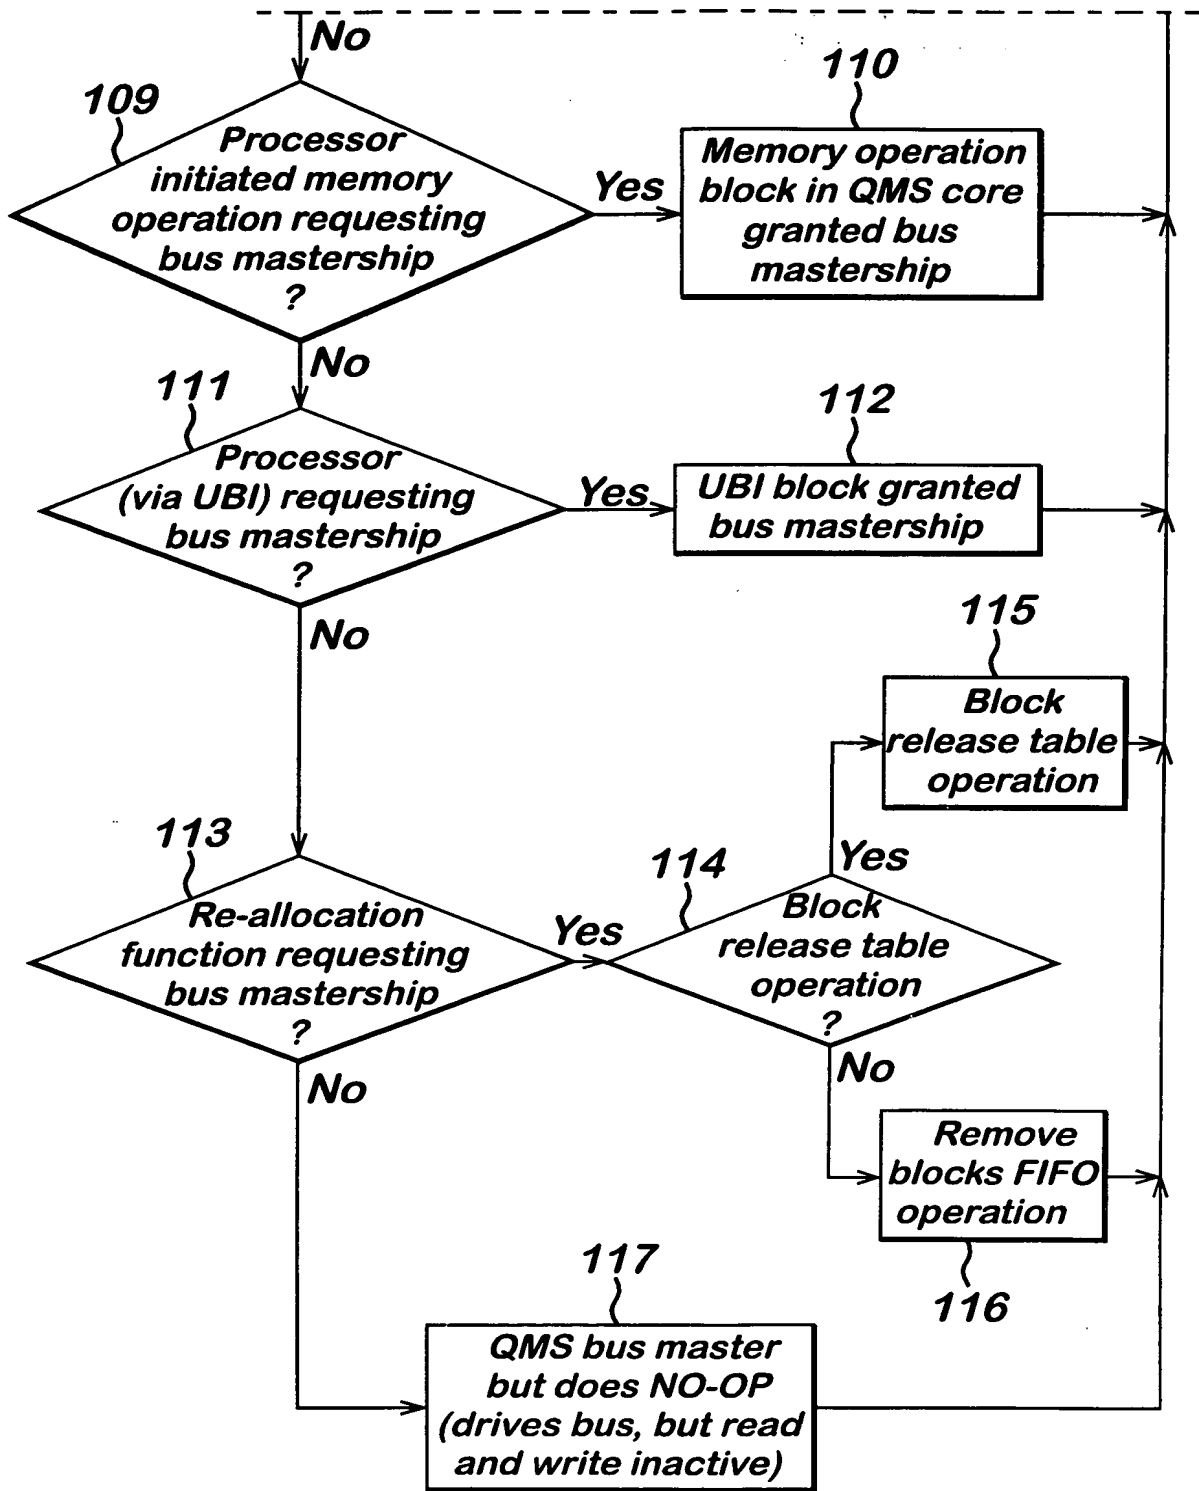 No
109
Processor
initiated memory
operation requesting
bus mastership
?
Yes
110
Memory operation
block in QMS core
granted bus
mastership
No
111
Processor
(via UBI) requesting
bus mastership
?
Yes
112
UBI block granted
bus mastership
No
115
Block
release table
operation
113
Re-allocation
function requesting
bus mastership
?
Yes
114
Yes
Block
release table
operation
?
No
No
Remove
blocks FIFO
operation
116
117
QMS bus master
but does NO-OP
(drives bus, but read
and write inactive)